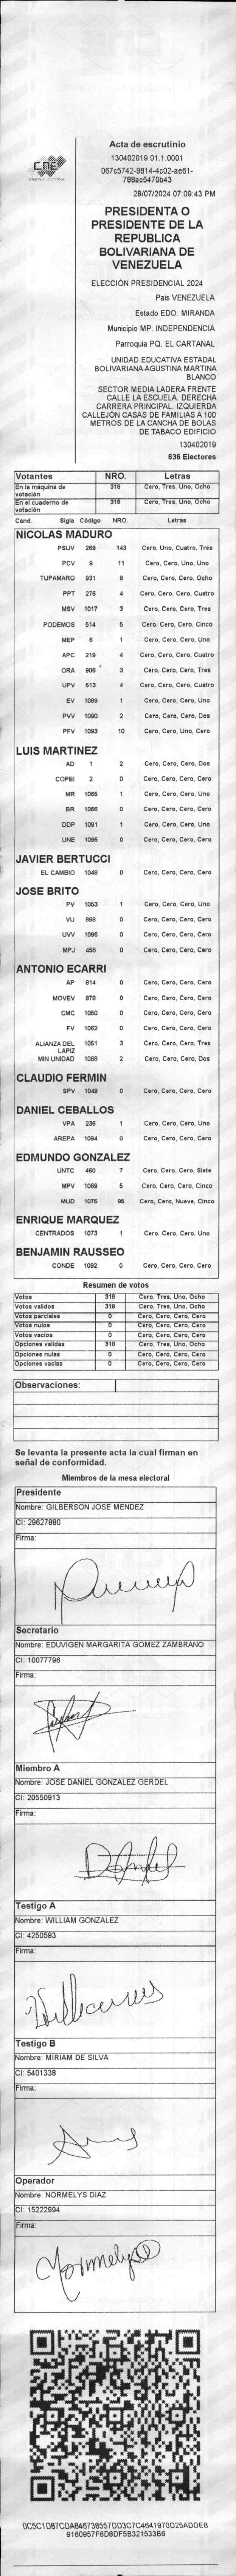 CNE
Acta de escrutinio
130402019.01.1.0001
067c5742-9814-4c02-ae61-
788ac5470b43
28/07/2024 07:09:43 PM
PRESIDENTA O
PRESIDENTE DE LA
REPUBLICA
BOLIVARIANA DE
VENEZUELA
ELECCIÓN PRESIDENCIAL 2024
Pais VENEZUELA
Estado EDO. MIRANDA
Municipio MP. INDEPENDENCIA
Parroquia PQ. EL CARTANAL
UNIDAD EDUCATIVA ESTADAL
BOLIVARIANA AGUSTINA MARTINA
BLANCO
SECTOR MEDIA LADERA FRENTE
CALLE LA ESCUELA. DERECHA
CARRERA PRINCIPAL. IZQUIERDA
CALLEJÓN CASAS DE FAMILIAS A 100
METROS DE LA CANCHA DE BOLAS
DE TABACO EDIFICIO
130402019
636 Electores
Votantes NRO. Letras
En la máquina de votación 318 Cero, Tres, Uno, Ocho
En el cuaderno de votación 318 Cero, Tres, Uno, Ocho
Cand. Sigla Código NRO. Letras
NICOLAS MADURO
PSUV 269 143 Cero, Uno, Cuatro, Tres
PCV 9 11 Cero, Cero, Uno, Uno
TUPAMARO 931 8 Cero, Cero, Cero, Ocho
PPT 276 4 Cero, Cero, Cero, Cuatro
MSV 1017 3 Cero, Cero, Cero, Tres
PODEMOS 514 5 Cero, Cero, Cero, Cinco
MEP 6 1 Cero, Cero, Cero, Uno
APC 219 4 Cero, Cero, Cero, Cuatro
ORA 906 3 Cero, Cero, Cero, Tres
UPV 513 4 Cero, Cero, Cero, Cuatro
EV 1089 1 Cero, Cero, Cero, Uno
PVV 1090 2 Cero, Cero, Cero, Dos
PFV 1093 10 Cero, Cero, Uno, Cero
LUIS MARTINEZ
AD 1 2 Cero, Cero, Cero, Dos
COPEI 2 0 Cero, Cero, Cero, Cero
MR 1065 1 Cero, Cero, Cero, Uno
BR 1066 0 Cero, Cero, Cero, Cero
DDP 1091 1 Cero, Cero, Cero, Uno
UNE 1095 0 Cero, Cero, Cero, Cero
JAVIER BERTUCCI
EL CAMBIO 1048 0 Cero, Cero, Cero, Cero
JOSE BRITO
PV 1053 1 Cero, Cero, Cero, Uno
VU 868 0 Cero, Cero, Cero, Cero
UVV 1096 0 Cero, Cero, Cero, Cero
MPJ 458 0 Cero, Cero, Cero, Cero
ANTONIO ECARRI
AP 814 0 Cero, Cero, Cero, Cero
MOVEV 878 0 Cero, Cero, Cero, Cero
CMC 1050 0 Cero, Cero, Cero, Cero
FV 1062 0 Cero, Cero, Cero, Cero
ALIANZA DEL LAPIZ 1051 3 Cero, Cero, Cero, Tres
MIN UNIDAD 1058 2 Cero, Cero, Cero, Dos
CLAUDIO FERMIN
SPV 1049 0 Cero, Cero, Cero, Cero
DANIEL CEBALLOS
VPA 236 1 Cero, Cero, Cero, Uno
AREPA 1094 0 Cero, Cero, Cero, Cero
EDMUNDO GONZALEZ
UNTC 460 7 Cero, Cero, Cero, Siete
MPV 1069 5 Cero, Cero, Cero, Cinco
MUD 1075 95 Cero, Cero, Nueve, Cinco
ENRIQUE MARQUEZ
CENTRADOS 1073 1 Cero, Cero, Cero, Uno
BENJAMIN RAUSSEO
CONDE 1092 0 Cero, Cero, Cero, Cero
Resumen de votos
Votos 318 Cero, Tres, Uno, Ocho
Votos validos 318 Cero, Tres, Uno, Ocho
Votos parciales 0 Cero, Cero, Cero, Cero
Votos nulos 0 Cero, Cero, Cero, Cero
Votos vacios 0 Cero, Cero, Cero, Cero
Opciones validas 318 Cero, Tres, Uno, Ocho
Opciones nulas 0 Cero, Cero, Cero, Cero
Opciones vacias 0 Cero, Cero, Cero, Cero
Observaciones:
Se levanta la presente acta la cual firman en
señal de conformidad.
Miembros de la mesa electoral
Presidente
Nombre: GILBERSON JOSE MENDEZ
CI: 29627880
Firma:
Secretario
Nombre: EDUVIGEN MARGARITA GOMEZ ZAMBRANO
CI: 10077796
Firma:
Miembro A
Nombre: JOSE DANIEL GONZALEZ GERDEL
CI: 20550913
Firma:
Testigo A
Nombre: WILLIAM GONZALEZ
CI: 4250593
Firma:
Testigo B
Nombre: MIRIAM DE SILVA
CI: 5401338
Firma:
Operador
Nombre: NORMELYS DIAZ
CI: 15222994
Firma:
0C5C1D87CDA84673B557DD3C7C4641970D25ADDEB
9160957F6D8DF5B321533B6